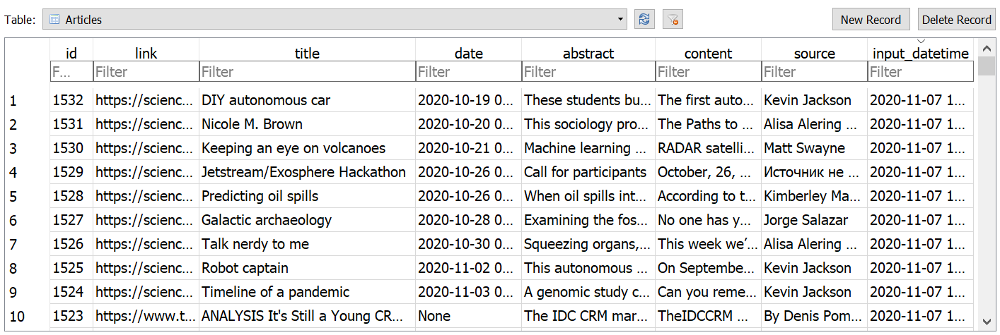 Table: Articles New Record Delete Record
id link title date abstract content source input_datetime
F... Filter Filter Filter Filter Filter Filter Filter
1 1532 https://scienc... DIY autonomous car 2020-10-19 0... These students bu... The first auto... Kevin Jackson 2020-11-07 1...
2 1531 https://scienc... Nicole M. Brown 2020-10-20 0... This sociology pro... The Paths to ... Alisa Alering ... 2020-11-07 1...
3 1530 https://scienc... Keeping an eye on volcanoes 2020-10-21 0... Machine learning ... RADAR satelli... Matt Swayne 2020-11-07 1...
4 1529 https://scienc... Jetstream/Exosphere Hackathon 2020-10-26 0... Call for participants October, 26, ... Источник не ... 2020-11-07 1...
5 1528 https://scienc... Predicting oil spills 2020-10-26 0... When oil spills int... According to t... Kimberley Ma... 2020-11-07 1...
6 1527 https://scienc... Galactic archaeology 2020-10-28 0... Examining the fos... No one has y... Jorge Salazar 2020-11-07 1...
7 1526 https://scienc... Talk nerdy to me 2020-10-30 0... Squeezing organs,... This week we’... Alisa Alering ... 2020-11-07 1...
8 1525 https://scienc... Robot captain 2020-11-02 0... This autonomous ... On Septembe... Kevin Jackson 2020-11-07 1...
9 1524 https://scienc... Timeline of a pandemic 2020-11-03 0... A genomic study c... Can you reme... Kevin Jackson 2020-11-07 1...
10 1523 https://www.t... ANALYSIS It's Still a Young CR... None The IDC CRM mar... TheIDCCRM ... By Denis Pom... 2020-11-07 1...